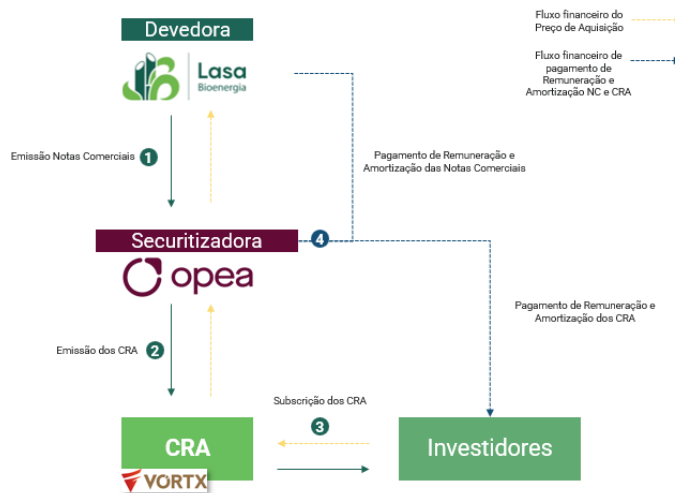 Devedora
Fluxo financeiro do
Preço de Aquisição
Lasa
Bioenergia
Fluxo financeiro de
pagamento de
Remuneração e
Amortização NC e CRA
Emissão Notas Comerciais 1
Pagamento de Remuneração e
Amortização das Notas Comerciais
Securitizadora 4
opea
Pagamento de Remuneração e
Amortização dos CRA
Emissão dos CRA 2
Subscrição dos CRA
3
CRA
Investidores
VORTX